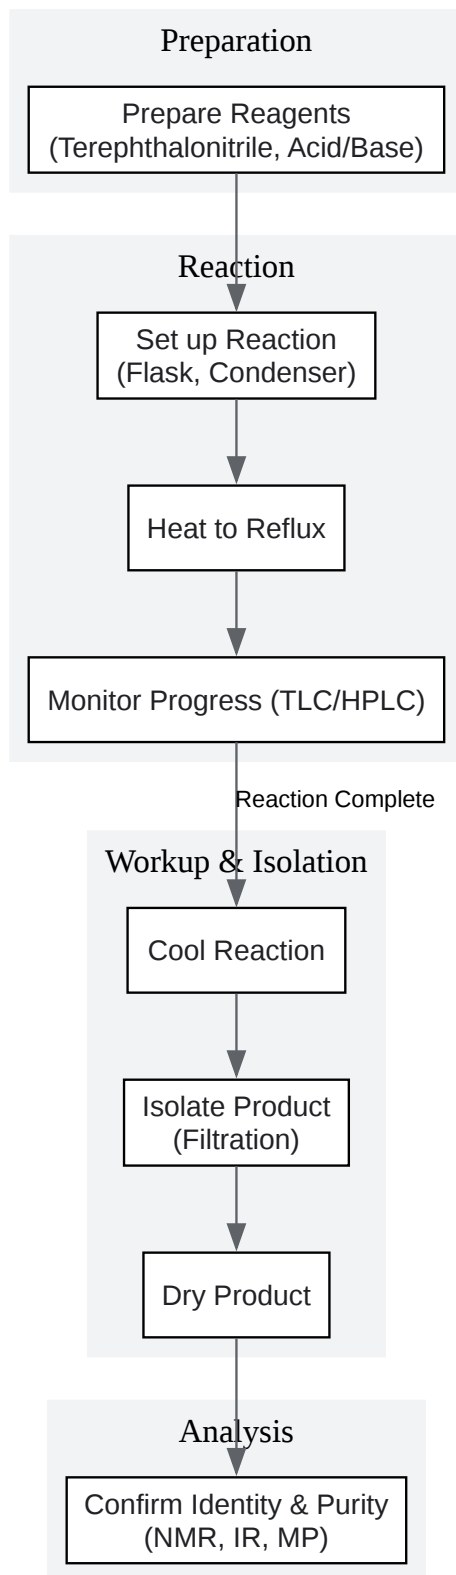 Preparation
Prepare Reagents
(Terephthalonitrile, Acid/Base)
Reaction
Set up Reaction
(Flask, Condenser)
Heat to Reflux
Monitor Progress (TLC/HPLC)
Reaction Complete
Workup & Isolation
Cool Reaction
Isolate Product
(Filtration)
Dry Product
Analysis
Confirm Identity & Purity
(NMR, IR, MP)